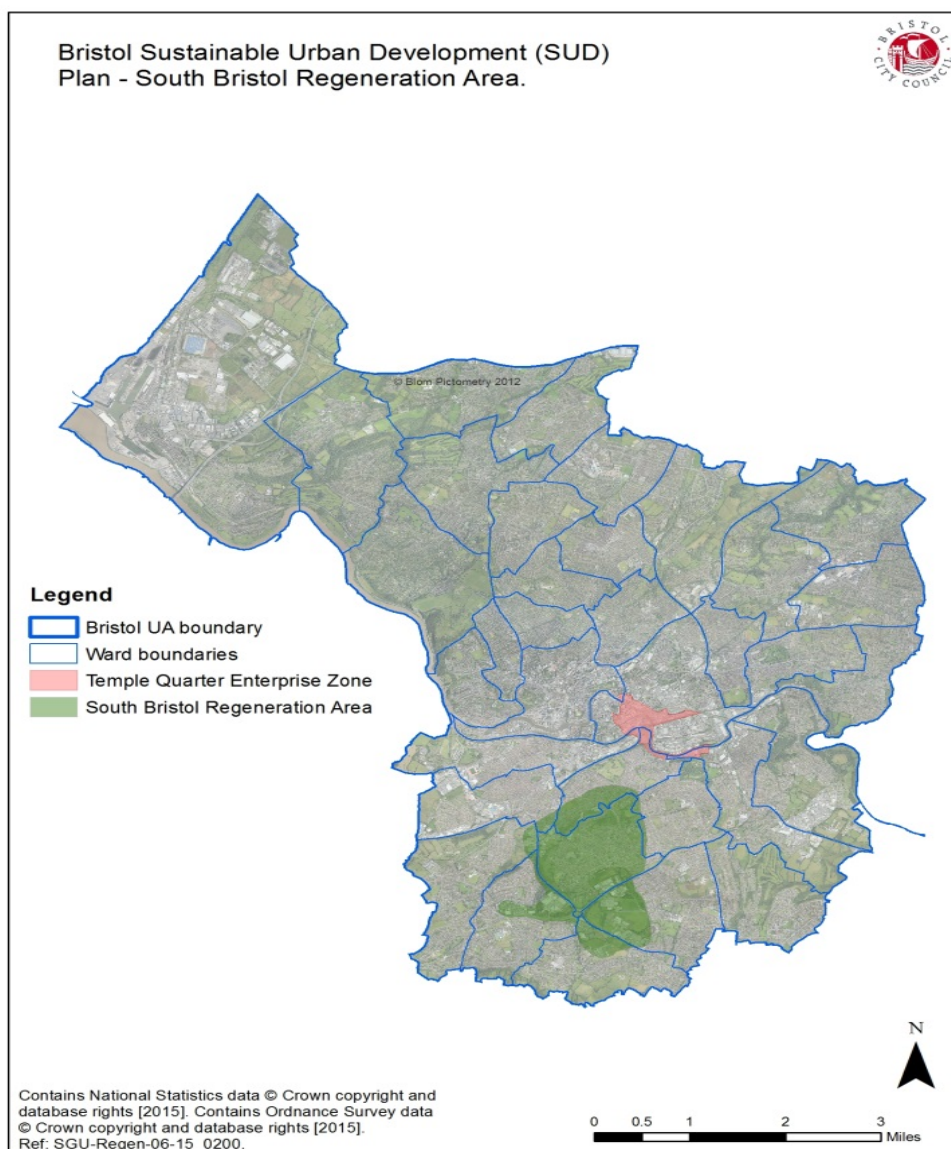 Bristol Sustainable Urban Development (SUD)
Plan - South Bristol Regeneration Area.
BRISTOL
CITY COUNCIL
© Blom Pictometry 2012
Legend
Bristol UA boundary
Ward boundaries
Temple Quarter Enterprise Zone
South Bristol Regeneration Area
N
Contains National Statistics data © Crown copyright and
database rights [2015]. Contains Ordnance Survey data
© Crown copyright and database rights [2015].
Ref: SGU-Regen-06-15_0200.
0 0.5 1 2 3
Miles